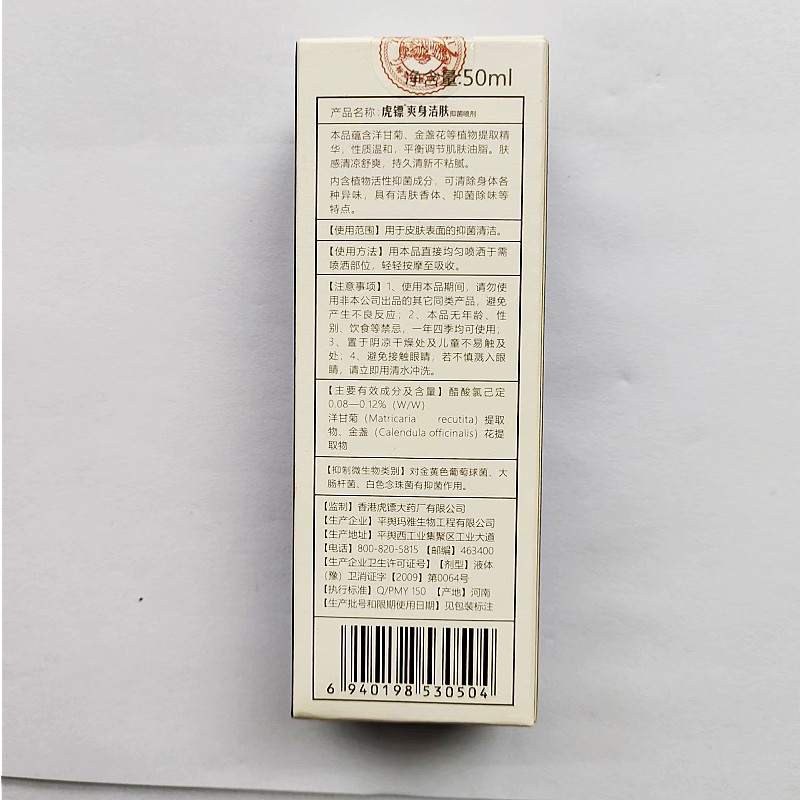 净含量:50ml
产品名称: 虎镖®爽身洁肤抑菌喷剂
本品蕴含洋甘菊、金盏花等植物提取精
华，性质温和，平衡调节肌肤油脂。肤
感清凉舒爽，持久清新不粘腻。
内含植物活性抑菌成分，可清除身体各
种异味，具有洁肤香体、抑菌除味等
特点。
【使用范围】用于皮肤表面的抑菌清洁。
【使用方法】用本品直接均匀喷洒于需
喷洒部位，轻轻按摩至吸收。
【注意事项】1、使用本品期间，请勿使
使用非本公司出品的其它同类产品，避免
产生不良反应；2、本品无年龄、性
别、饮食等禁忌，一年四季均可使用；
3、置于阴凉干燥处及儿童不易触及
处；4、避免接触眼睛，若不慎溅入眼
睛，请立即用清水冲洗。
【主要有效成分及含量】醋酸氯己定
0.08—0.12%（W/W）
洋甘菊（Matricaria recutita）提取
物、金盏（Calendula officinalis）花提
取物
【抑制微生物类别】对金黄色葡萄球菌、大
肠杆菌、白色念珠菌有抑菌作用。
【监制】香港虎镖大药厂有限公司
【生产企业】平舆玛雅生物工程有限公司
【生产地址】平舆西工业集聚区工业大道
【电话】800-820-5815 【邮编】463400
【生产企业卫生许可证号】【剂型】液体
（豫）卫消证字【2009】第0064号
【执行标准】Q/PMY 150 【产地】河南
【生产批号和限期使用日期】见包装标注
6 940198 530504